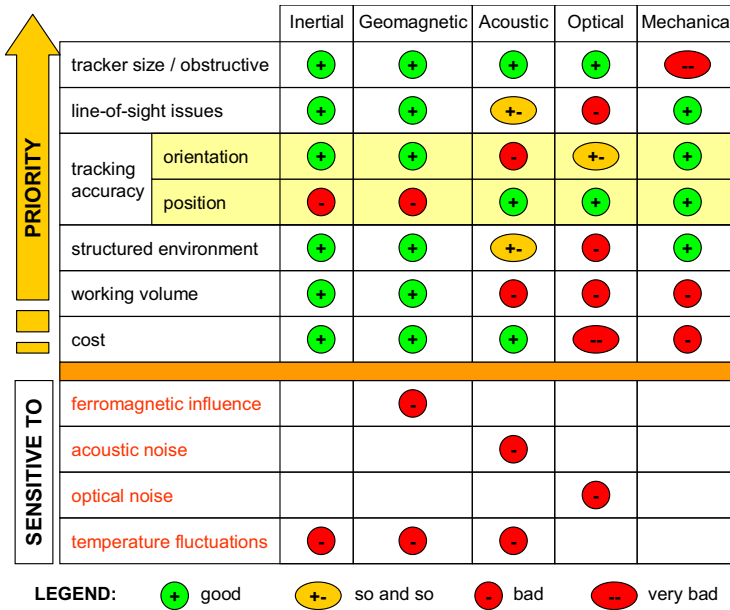 Inertial Geomagnetic Acoustic Optical Mechanica
PRIORITY
tracker size / obstructive + + + + --
line-of-sight issues + + +- - +
tracking accuracy
orientation + + - +- +
position - - + + +
structured environment + + +- - +
working volume + + - - -
cost + + + -- -
SENSITIVE TO
ferromagnetic influence -
acoustic noise -
optical noise -
temperature fluctuations - - -
LEGEND: + good +- so and so - bad -- very bad